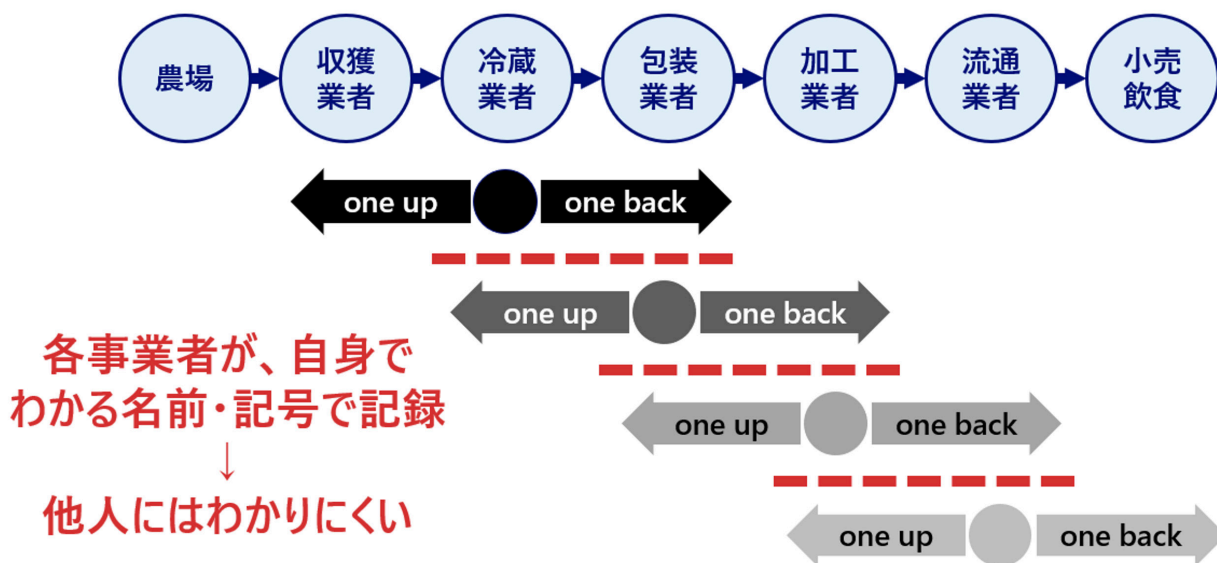 農場
収獲
業者
冷蔵
業者
包装
業者
加工
業者
流通
業者
小売
飲食
one up
one back
one up
one back
各事業者が、自身で
わかる名前・記号で記録
↓
他人にはわかりにくい
one up
one back
one up
one back